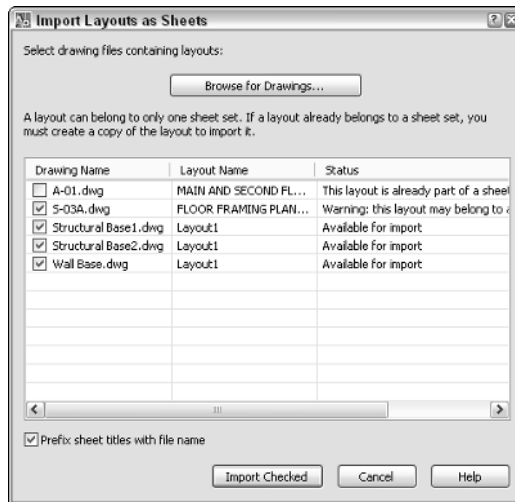 Import Layouts as Sheets
Select drawing files containing layouts:
Browse for Drawings...
A layout can belong to only one sheet set. If a layout already belongs to a sheet set, you
must create a copy of the layout to import it.
Drawing Name Layout Name Status
A-01.dwg MAIN AND SECOND FL... This layout is already part of a sheet
S-03A.dwg FLOOR FRAMING PLAN... Warning: this layout may belong to a
Structural Base1.dwg Layout1 Available for import
Structural Base2.dwg Layout1 Available for import
Wall Base.dwg Layout1 Available for import
Prefix sheet titles with file name
Import Checked Cancel Help